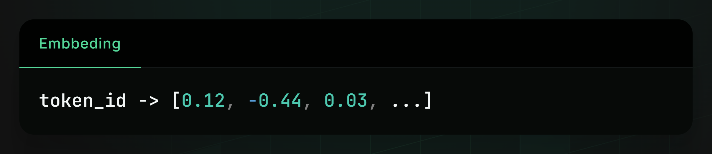 Embbeding
token_id -> [0.12, -0.44, 0.03, ...]